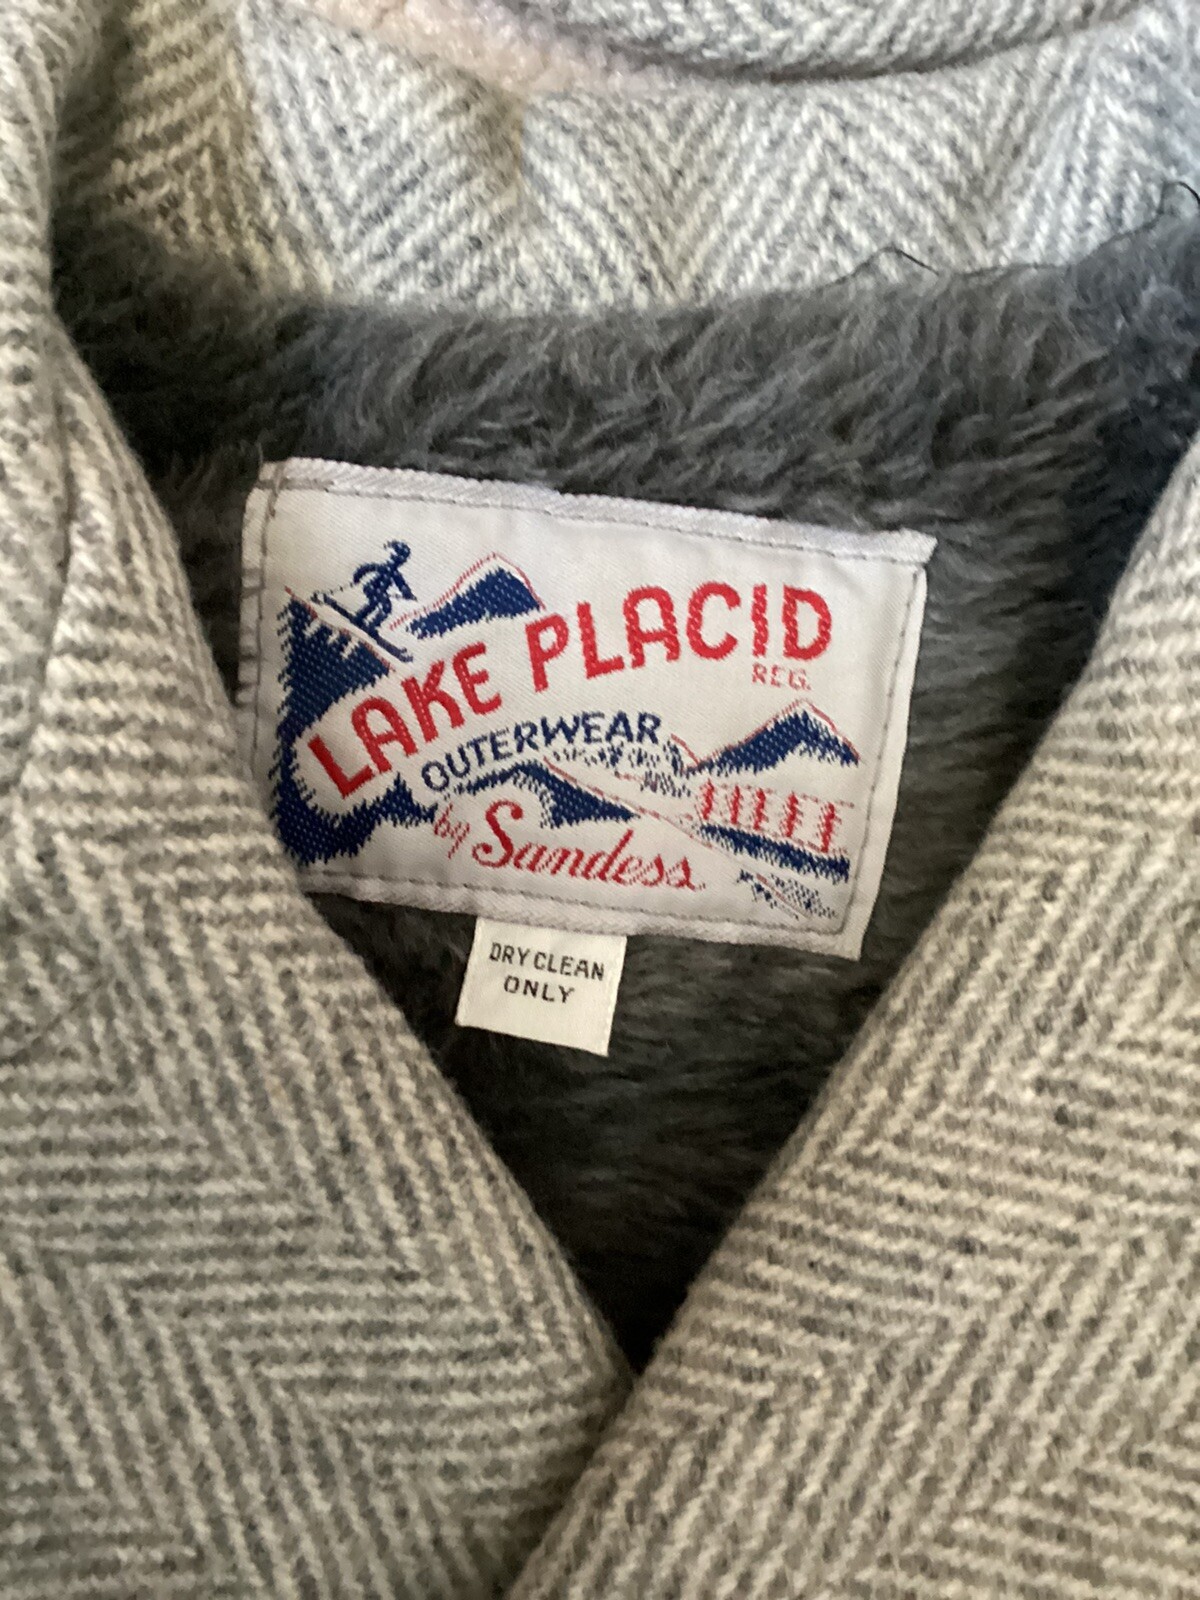 LAKE PLACID
REG.
OUTERWEAR
by Sandess
DRY CLEAN
ONLY